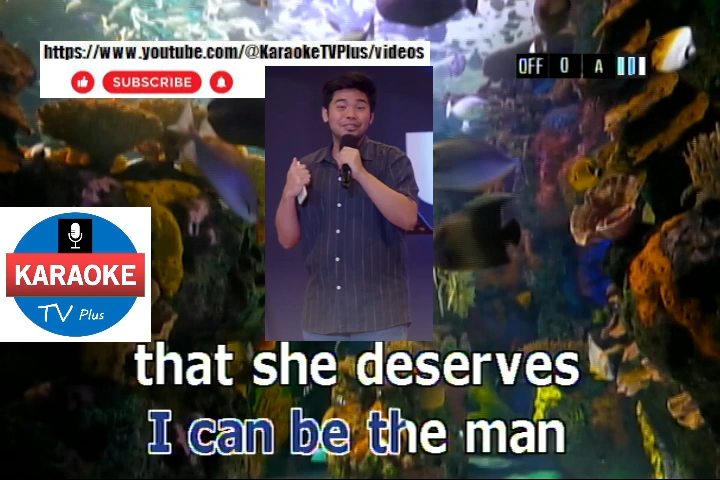 https://www.youtube.com/@KaraokeTVPlus/videos
SUBSCRIBE
OFF 0 A
KARAOKE
TV Plus
that she deserves
I can be the man